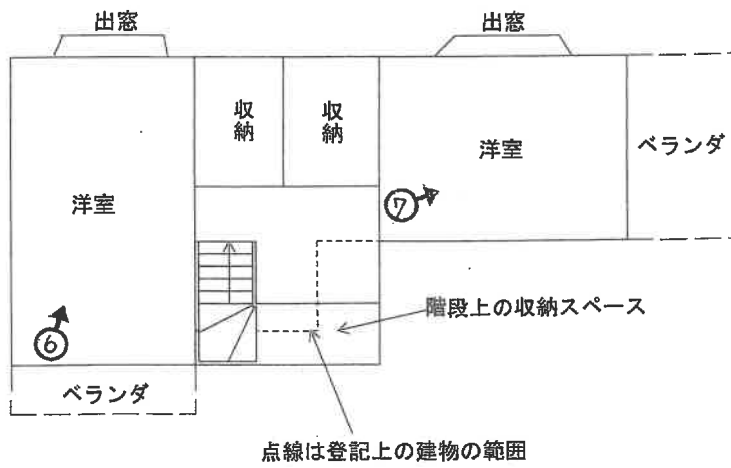 出窓
出窓
収納
収納
洋室
ベランダ
洋室
⑦
階段上の収納スペース
⑥
ベランダ
点線は登記上の建物の範囲